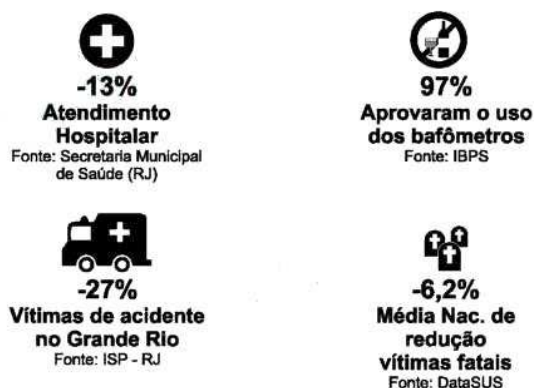 -13%
Atendimento
Hospitalar
Fonte: Secretaria Municipal
de Saúde (RJ)
97%
Aprovaram o uso
dos bafômetros
Fonte: IBPS
-27%
Vítimas de acidente
no Grande Rio
Fonte: ISP - RJ
-6,2%
Média Nac. de
redução
vítimas fatais
Fonte: DataSUS